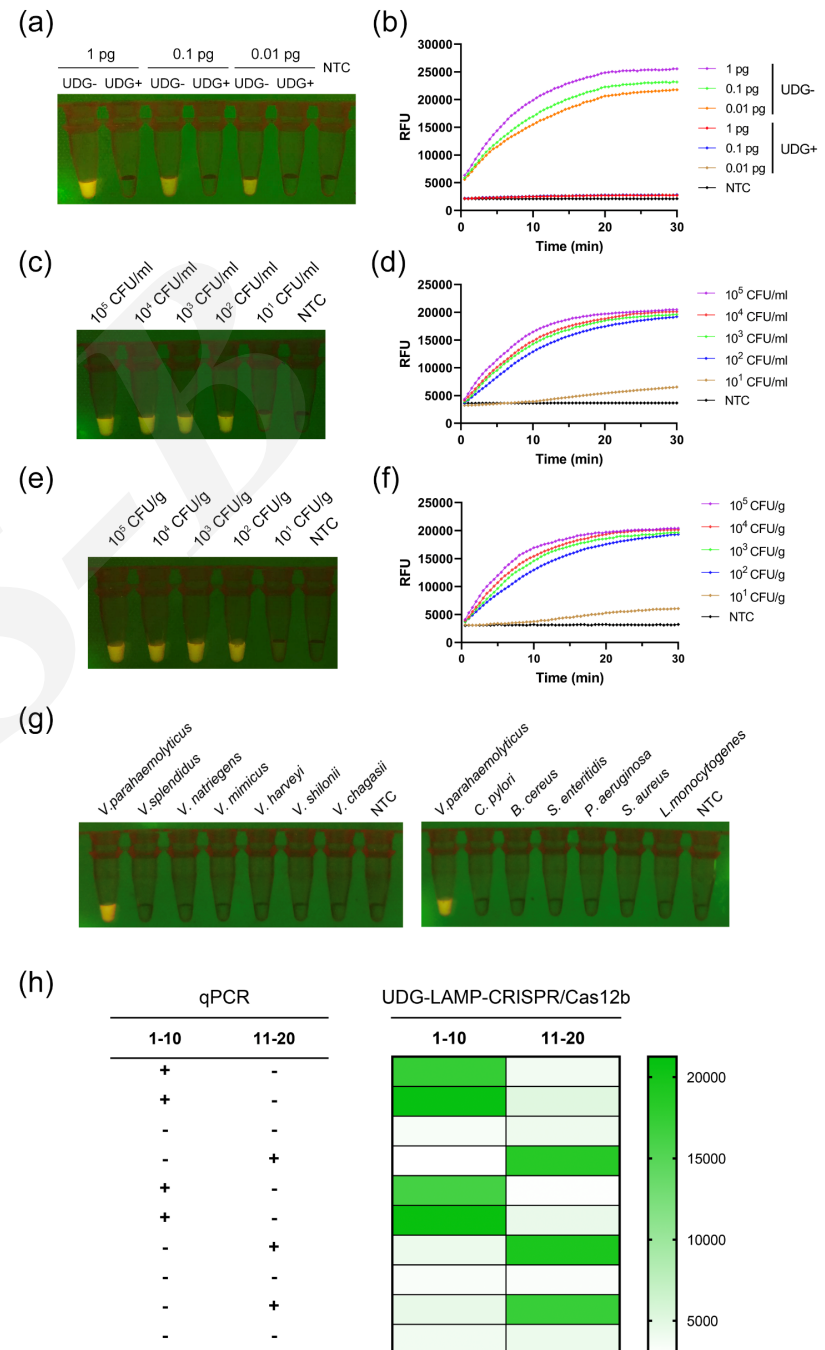 (a)
1 pg 0.1 pg 0.01 pg NTC
UDG- UDG+ UDG- UDG+ UDG- UDG+
(b)
30000
25000
20000
15000
10000
5000
0
RFU
0 10 20 30
Time (min)
1 pg
0.1 pg
0.01 pg
UDG-
1 pg
0.1 pg
0.01 pg
UDG+
NTC
(c)
10⁵ CFU/ml
10⁴ CFU/ml
10³ CFU/ml
10² CFU/ml
10¹ CFU/ml
NTC
(d)
25000
20000
15000
10000
5000
0
RFU
0 10 20 30
Time (min)
10⁵ CFU/ml
10⁴ CFU/ml
10³ CFU/ml
10² CFU/ml
10¹ CFU/ml
NTC
(e)
10⁵ CFU/g
10⁴ CFU/g
10³ CFU/g
10² CFU/g
10¹ CFU/g
NTC
(f)
25000
20000
15000
10000
5000
0
RFU
0 10 20 30
Time (min)
10⁵ CFU/g
10⁴ CFU/g
10³ CFU/g
10² CFU/g
10¹ CFU/g
NTC
(g)
V.parahaemolyticus
V.splendidus
V. natriegens
V. mimicus
V. harveyi
V. shilonii
V. chagasii
NTC
V.parahaemolyticus
C. pylori
B. cereus
S. enteritidis
P. aeruginosa
S. aureus
L.monocytogenes
NTC
(h)
qPCR UDG-LAMP-CRISPR/Cas12b
1-10 11-20 1-10 11-20
+ -
+ -
- -
- +
+ -
+ -
- +
- -
- +
- -
20000
15000
10000
5000